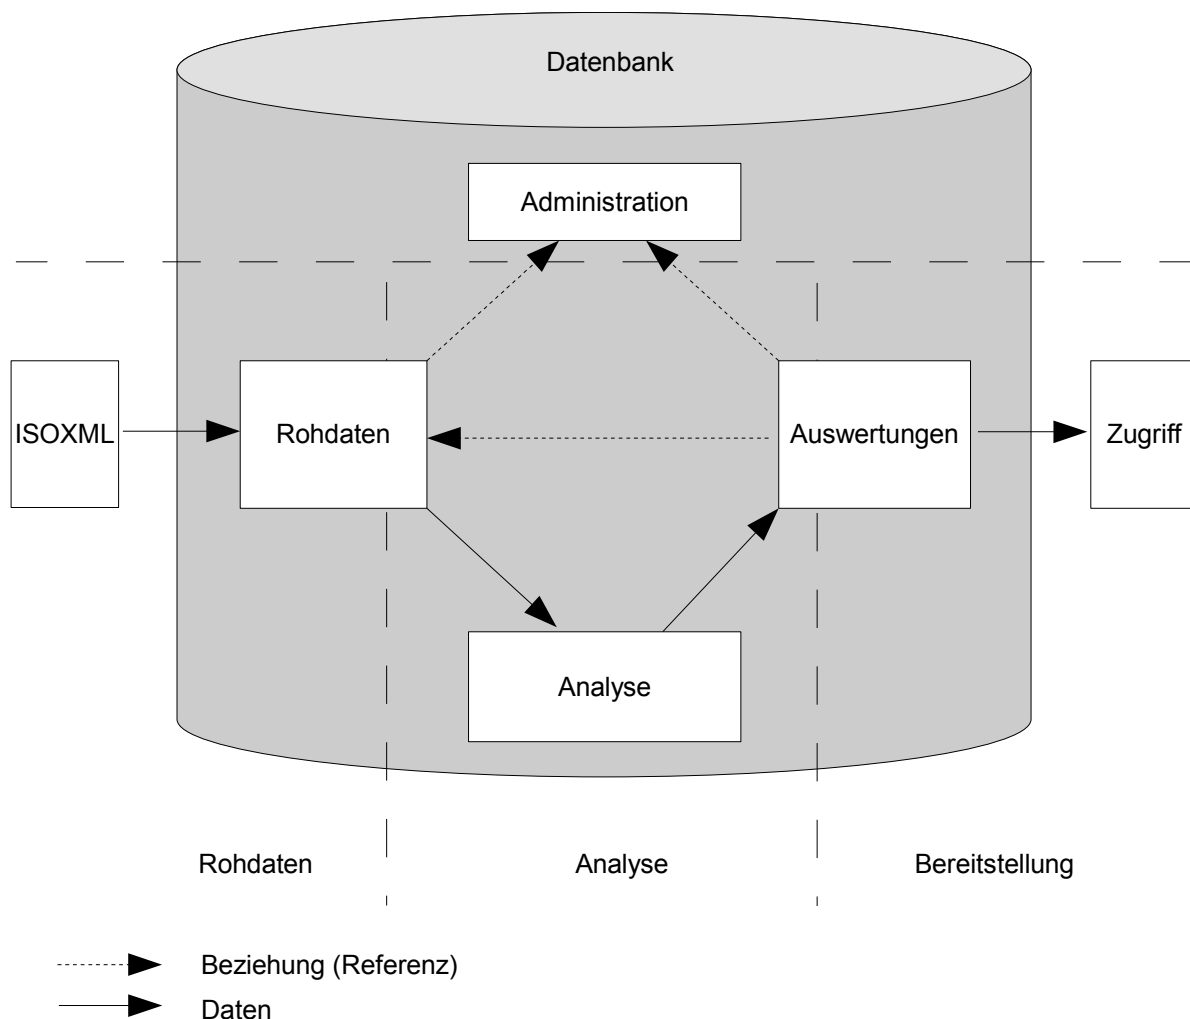 Datenbank
Administration
ISOXML
Rohdaten
Auswertungen
Zugriff
Analyse
Rohdaten
Analyse
Bereitstellung
Beziehung (Referenz)
Daten